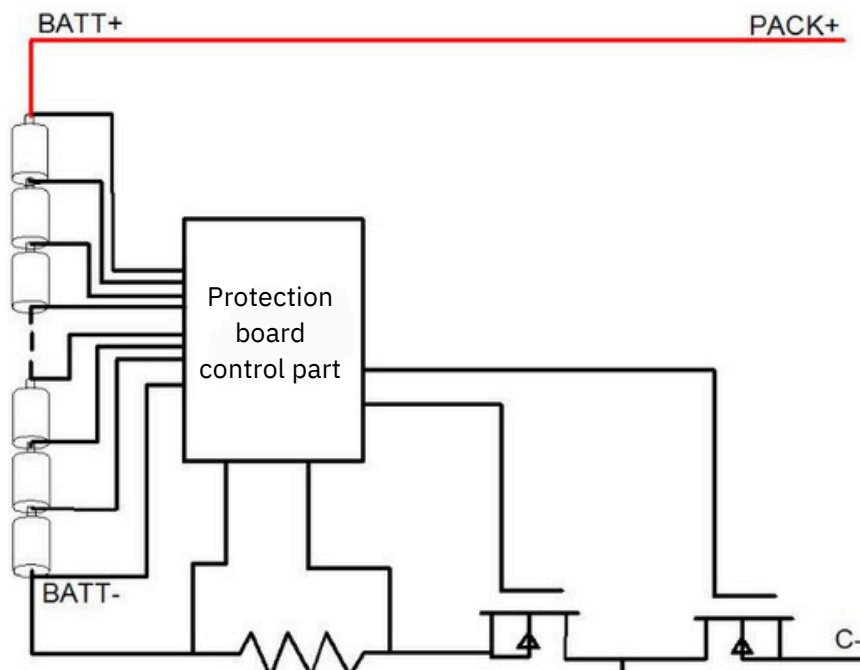 BATT+
PACK+
Protection
board
control part
BATT-
C-